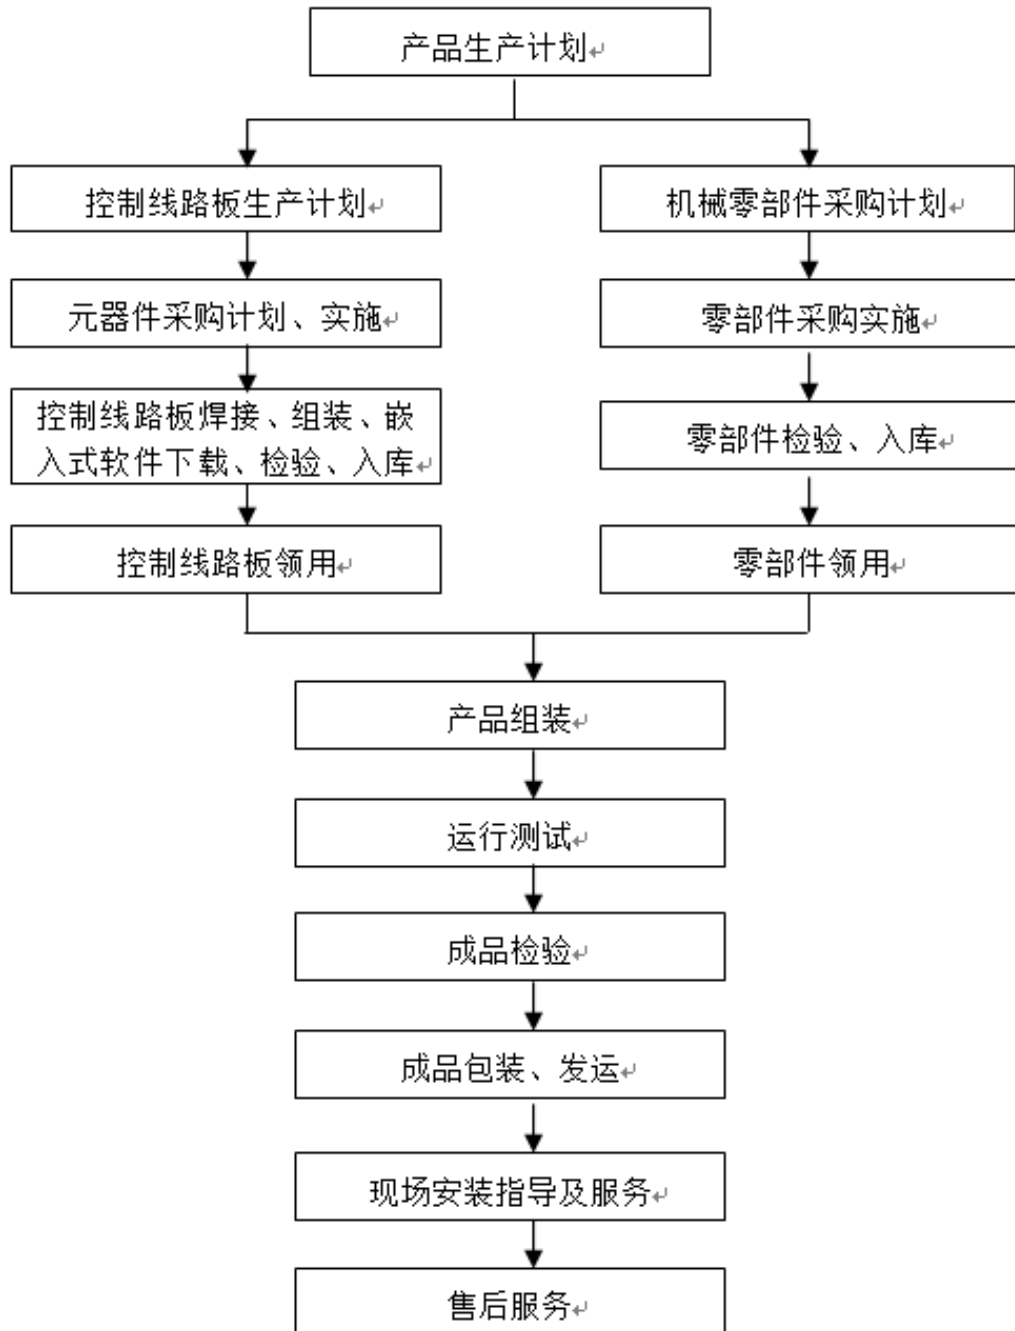 产品生产计划
控制线路板生产计划
机械零部件采购计划
元器件采购计划、实施
零部件采购实施
控制线路板焊接、组装、嵌
入式软件下载、检验、入库
零部件检验、入库
控制线路板领用
零部件领用
产品组装
运行测试
成品检验
成品包装、发运
现场安装指导及服务
售后服务